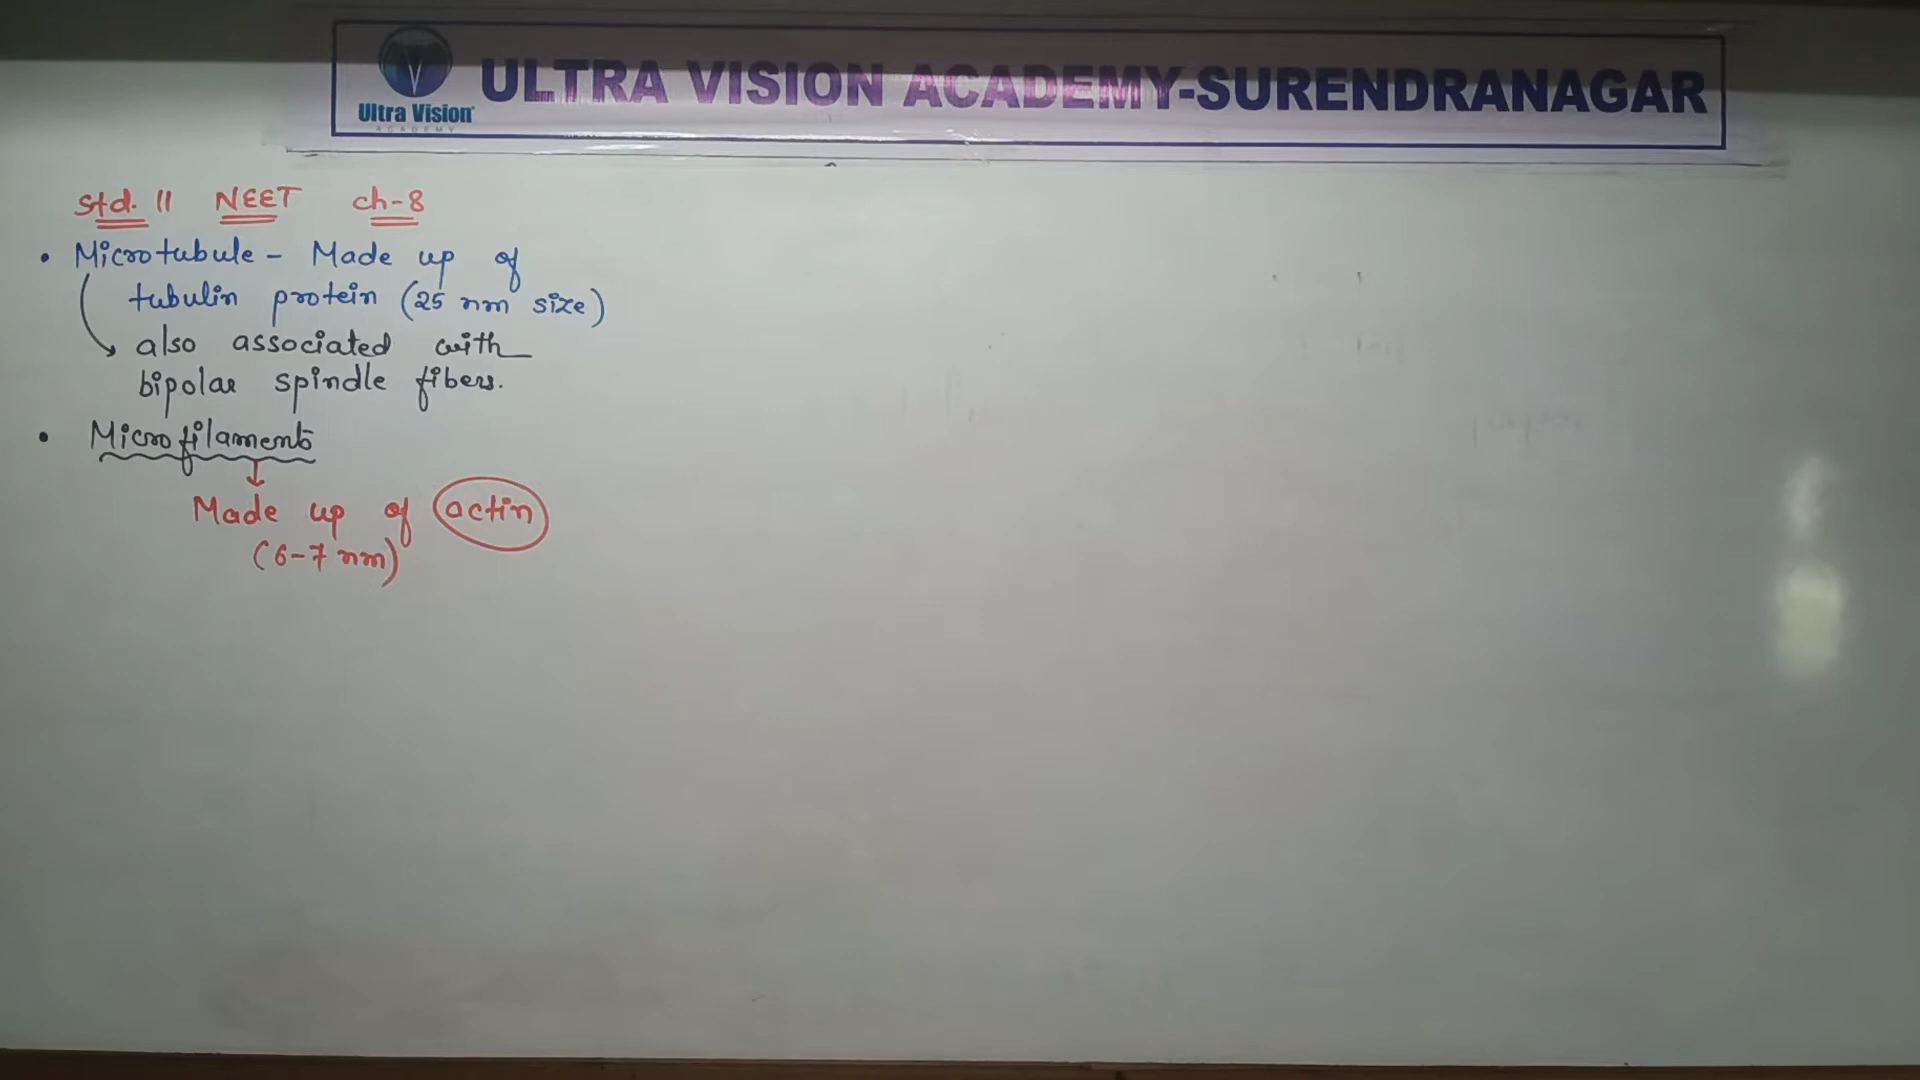 ULTRA VISION ACADEMY-SURENDRANAGAR
Ultra Vision
ACADEMY
Std. 11 NEET ch-8
• Microtubule - Made up of
tubulin protein (25 nm size)
also associated with
bipolar spindle fibers.
• Microfilaments
Made up of actin
(6-7 nm)